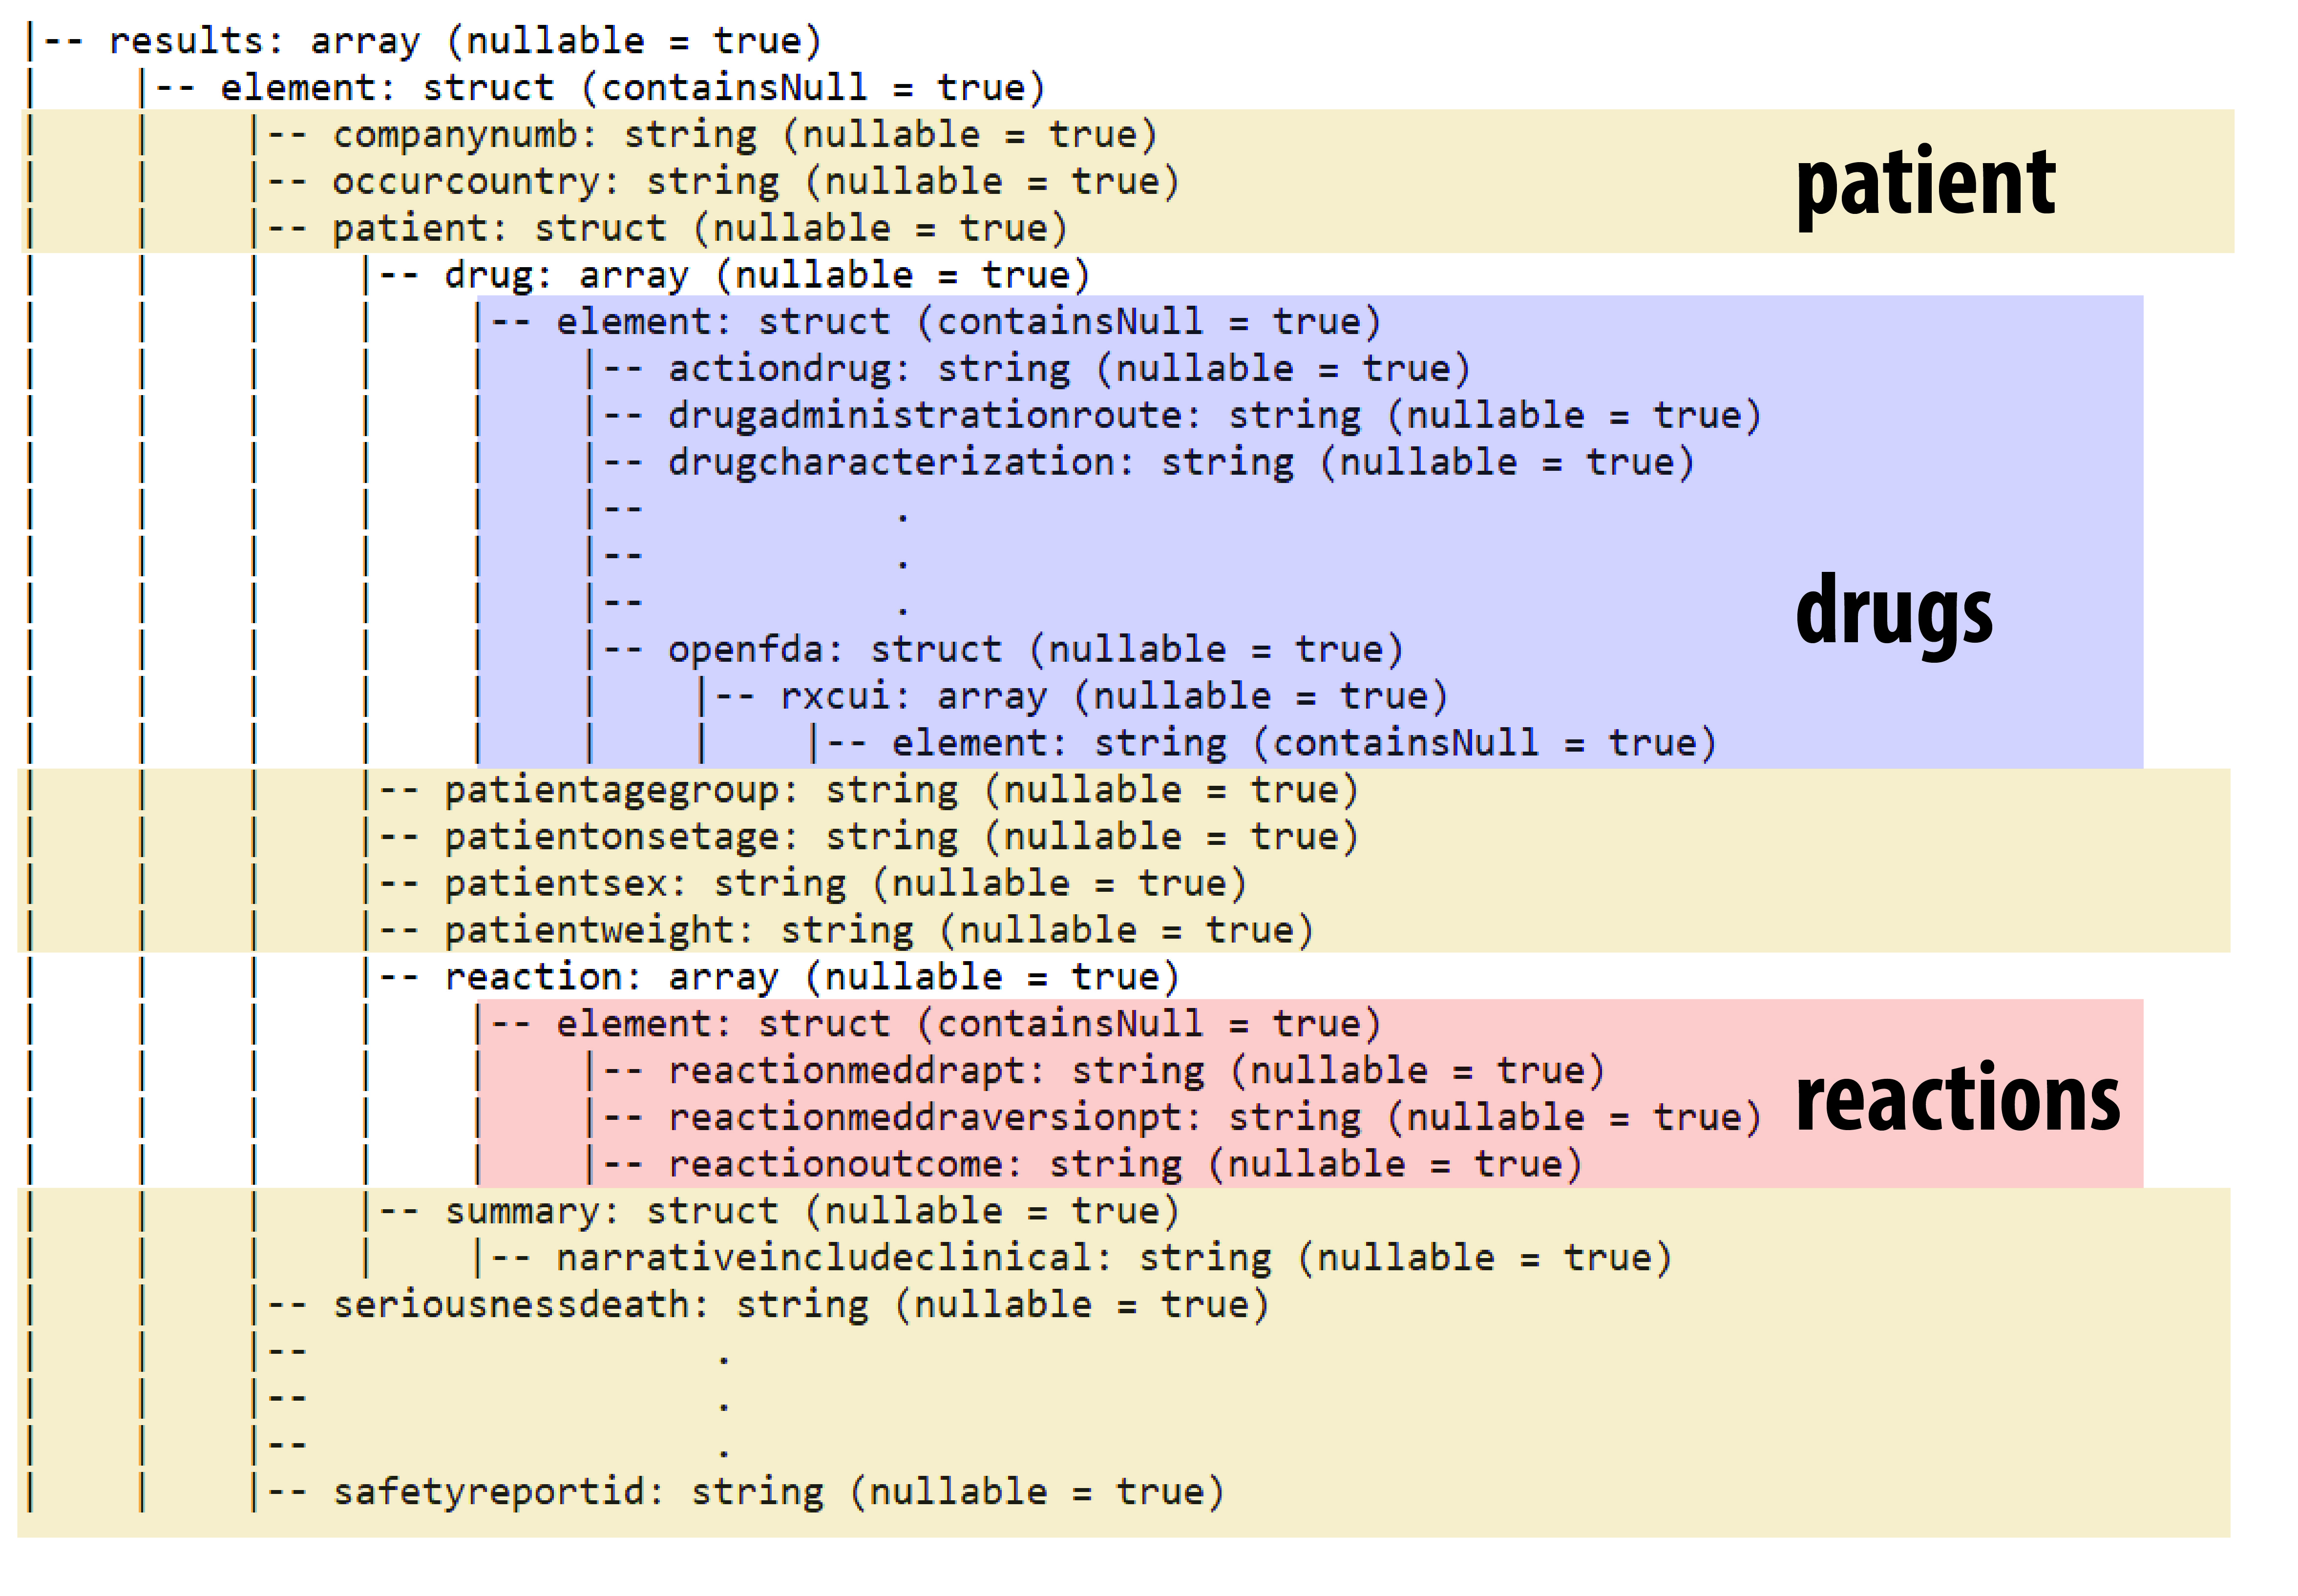 |-- results: array (nullable = true)
|    |-- element: struct (containsNull = true)
|    |    |-- companynumb: string (nullable = true)
|    |    |-- occurcountry: string (nullable = true)
patient
|    |    |-- patient: struct (nullable = true)
|    |    |    |-- drug: array (nullable = true)
|    |    |    |    |-- element: struct (containsNull = true)
|    |    |    |    |    |-- actiondrug: string (nullable = true)
|    |    |    |    |    |-- drugadministrationroute: string (nullable = true)
|    |    |    |    |    |-- drugcharacterization: string (nullable = true)
|    |    |    |    |    |--           .
|    |    |    |    |    |--           .
|    |    |    |    |    |--           .
drugs
|    |    |    |    |    |-- openfda: struct (nullable = true)
|    |    |    |    |    |    |-- rxcui: array (nullable = true)
|    |    |    |    |    |    |    |-- element: string (containsNull = true)
|    |    |    |-- patientagegroup: string (nullable = true)
|    |    |    |-- patientonsetage: string (nullable = true)
|    |    |    |-- patientsex: string (nullable = true)
|    |    |    |-- patientweight: string (nullable = true)
|    |    |    |-- reaction: array (nullable = true)
|    |    |    |    |-- element: struct (containsNull = true)
|    |    |    |    |    |-- reactionmeddrapt: string (nullable = true)
|    |    |    |    |    |-- reactionmeddraversionpt: string (nullable = true)
reactions
|    |    |    |    |    |-- reactionoutcome: string (nullable = true)
|    |    |    |-- summary: struct (nullable = true)
|    |    |    |    |-- narrativeincludeclinical: string (nullable = true)
|    |    |-- seriousnessdeath: string (nullable = true)
|    |    |--                  .
|    |    |--                  .
|    |    |--                  .
|    |    |-- safetyreportid: string (nullable = true)